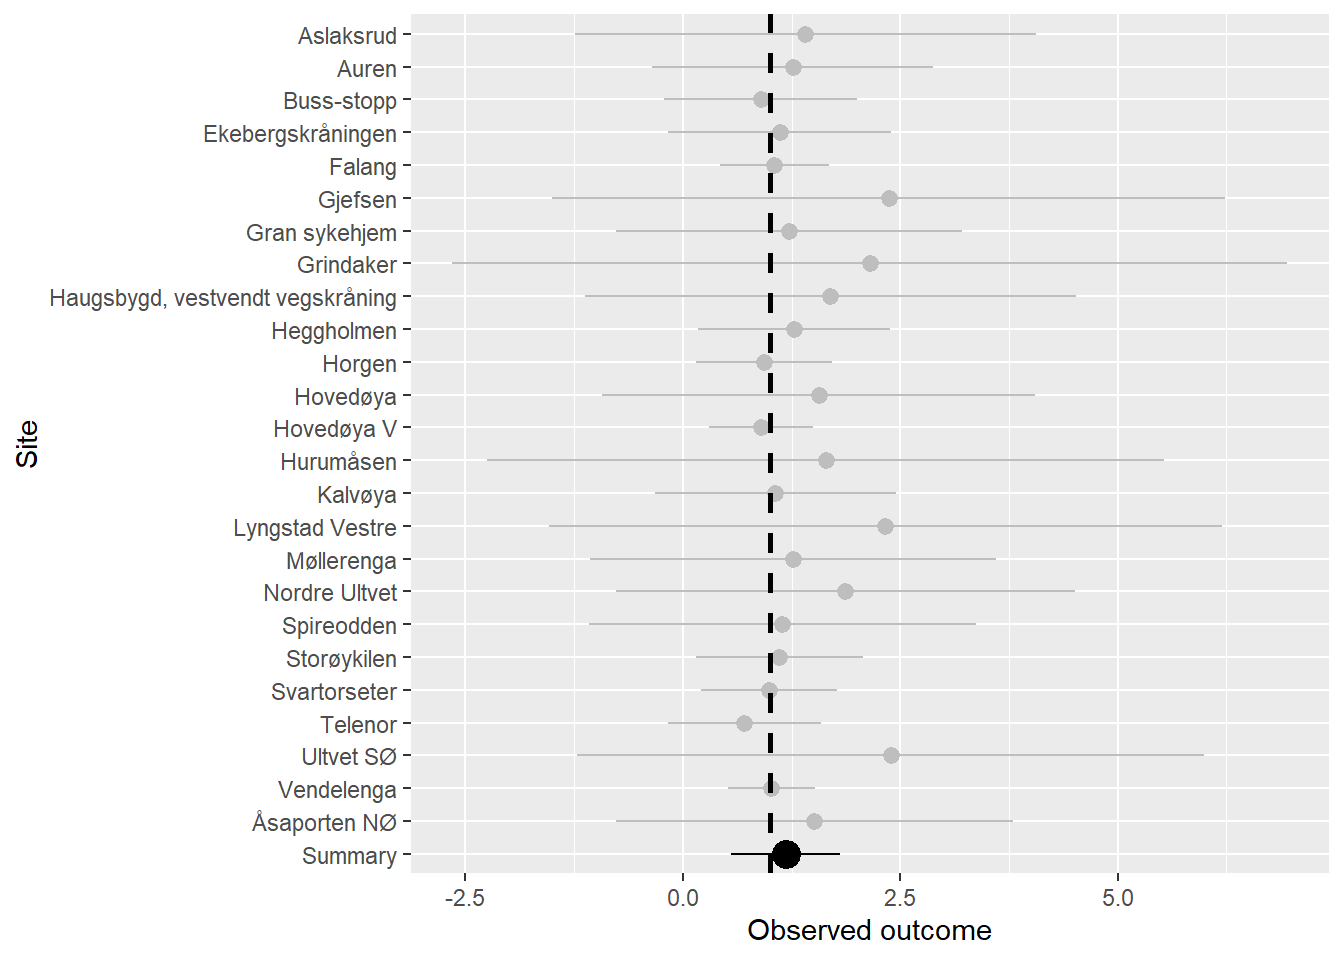 Aslaksrud
Auren
Buss-stopp
Ekebergskråningen
Falang
Gjefsen
Gran sykehjem
Grindaker
Haugsbygd, vestvendt vegskråning
Heggholmen
Horgen
Hovedøya
Hovedøya V
Hurumåsen
Kalvøya
Lyngstad Vestre
Møllerenga
Nordre Ultvet
Spireodden
Storøykilen
Svartorseter
Telenor
Ultvet SØ
Vendelenga
Åsaporten NØ
Summary
Site
-2.5 0.0 2.5 5.0
Observed outcome